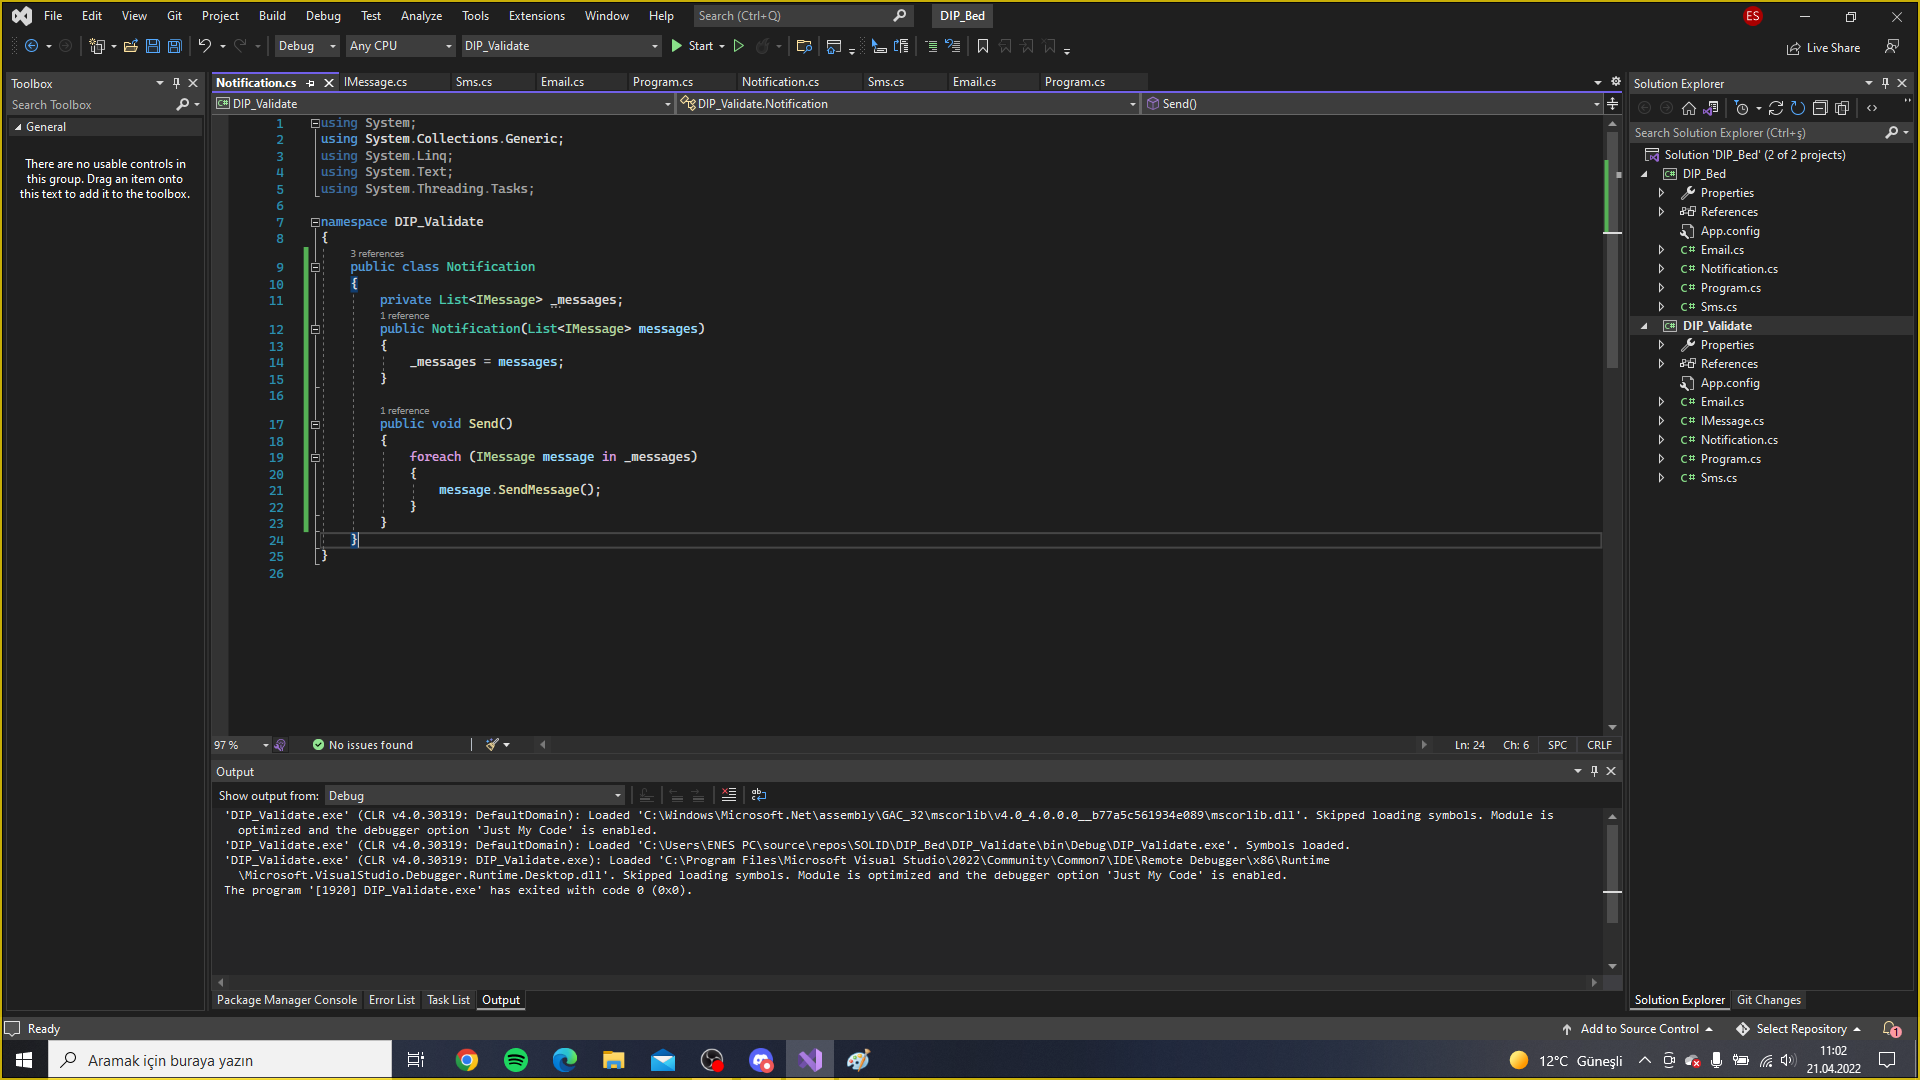 File Edit View Git Project Build Debug Test Analyze Tools Extensions Window Help Search (Ctrl+Q) DIP_Bed ES
Debug Any CPU DIP_Validate Start Live Share
Toolbox
Search Toolbox
General
There are no usable controls in
this group. Drag an item onto
this text to add it to the toolbox.
Notification.cs IMessage.cs Sms.cs Email.cs Program.cs Notification.cs Sms.cs Email.cs Program.cs
DIP_Validate DIP_Validate.Notification Send()
1 using System;
2 using System.Collections.Generic;
3 using System.Linq;
4 using System.Text;
5 using System.Threading.Tasks;
6
7 namespace DIP_Validate
8 {
3 references
9 public class Notification
10 {
11 private List<IMessage> _messages;
1 reference
12 public Notification(List<IMessage> messages)
13 {
14 _messages = messages;
15 }
16
1 reference
17 public void Send()
18 {
19 foreach (IMessage message in _messages)
20 {
21 message.SendMessage();
22 }
23 }
24 }
25 }
26
97 % No issues found Ln: 24 Ch: 6 SPC CRLF
Output
Show output from: Debug
'DIP_Validate.exe' (CLR v4.0.30319: DefaultDomain): Loaded 'C:\Windows\Microsoft.Net\assembly\GAC_32\mscorlib\v4.0_4.0.0.0__b77a5c561934e089\mscorlib.dll'. Skipped loading symbols. Module is
optimized and the debugger option 'Just My Code' is enabled.
'DIP_Validate.exe' (CLR v4.0.30319: DefaultDomain): Loaded 'C:\Users\ENES PC\source\repos\SOLID\DIP_Bed\DIP_Validate\bin\Debug\DIP_Validate.exe'. Symbols loaded.
'DIP_Validate.exe' (CLR v4.0.30319: DIP_Validate.exe): Loaded 'C:\Program Files\Microsoft Visual Studio\2022\Community\Common7\IDE\Remote Debugger\x86\Runtime
\Microsoft.VisualStudio.Debugger.Runtime.Desktop.dll'. Skipped loading symbols. Module is optimized and the debugger option 'Just My Code' is enabled.
The program '[1920] DIP_Validate.exe' has exited with code 0 (0x0).
Package Manager Console Error List Task List Output
Solution Explorer
Search Solution Explorer (Ctrl+ş)
Solution 'DIP_Bed' (2 of 2 projects)
C# DIP_Bed
Properties
References
App.config
C# Email.cs
C# Notification.cs
C# Program.cs
C# Sms.cs
C# DIP_Validate
Properties
References
App.config
C# Email.cs
C# IMessage.cs
C# Notification.cs
C# Program.cs
C# Sms.cs
Solution Explorer Git Changes
Ready Add to Source Control Select Repository 1
Aramak için buraya yazın 12°C Güneşli 11:02
21.04.2022